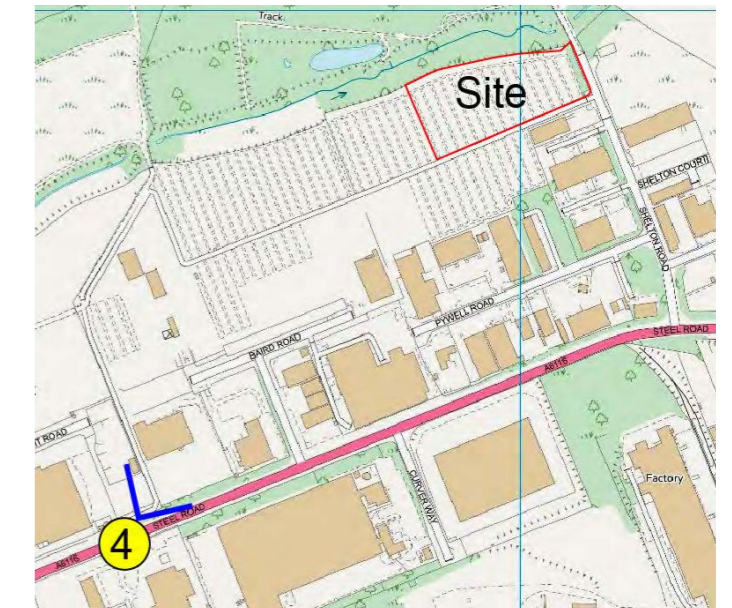 Track
Site
SHELTON COURT
SHELTON ROAD
PYWELL ROAD
STEEL ROAD
BAIRD ROAD
A6116
T ROAD
Factory
CURVER WAY
STEEL ROAD
4
A6116